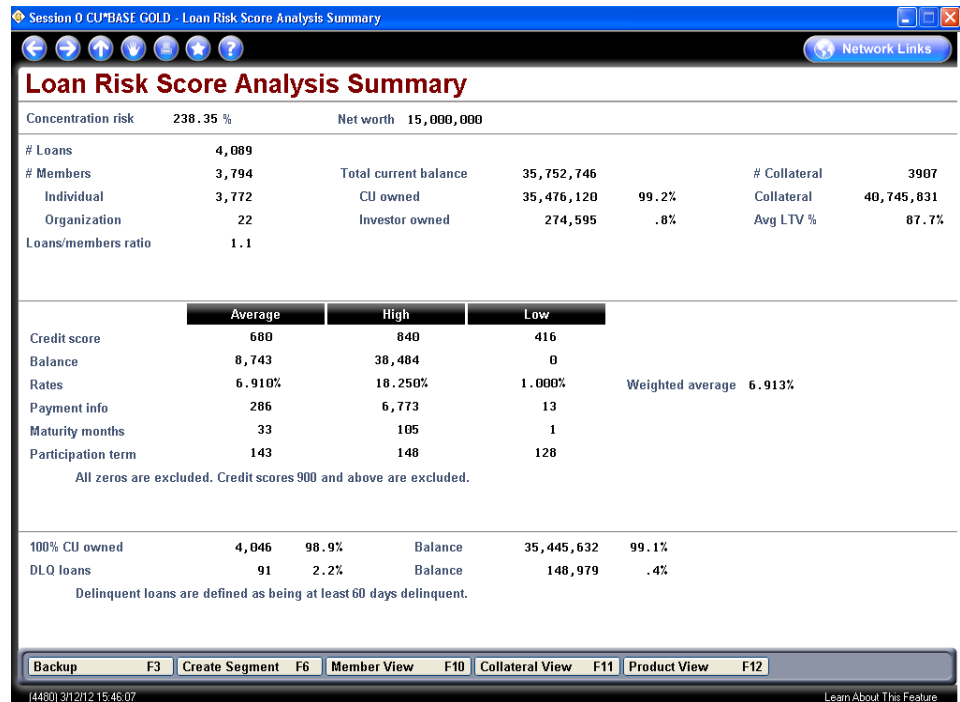 Session 0 CU*BASE GOLD - Loan Risk Score Analysis Summary
Network Links
Loan Risk Score Analysis Summary
Concentration risk 238.35 % Net worth 15,000,000
# Loans 4,089
# Members 3,794 Total current balance 35,752,746 # Collateral 3907
Individual 3,772 CU owned 35,476,120 99.2% Collateral 40,745,831
Organization 22 Investor owned 274,595 .8% Avg LTV % 87.7%
Loans/members ratio 1.1
Average High Low
Credit score 680 840 416
Balance 8,743 38,484 0
Rates 6.910% 18.250% 1.000% Weighted average 6.913%
Payment info 286 6,773 13
Maturity months 33 105 1
Participation term 143 148 128
All zeros are excluded. Credit scores 900 and above are excluded.
100% CU owned 4,046 98.9% Balance 35,445,632 99.1%
DLQ loans 91 2.2% Balance 148,979 .4%
Delinquent loans are defined as being at least 60 days delinquent.
Backup F3 Create Segment F6 Member View F10 Collateral View F11 Product View F12
(4480) 3/12/12 15:46:07 Learn About This Feature